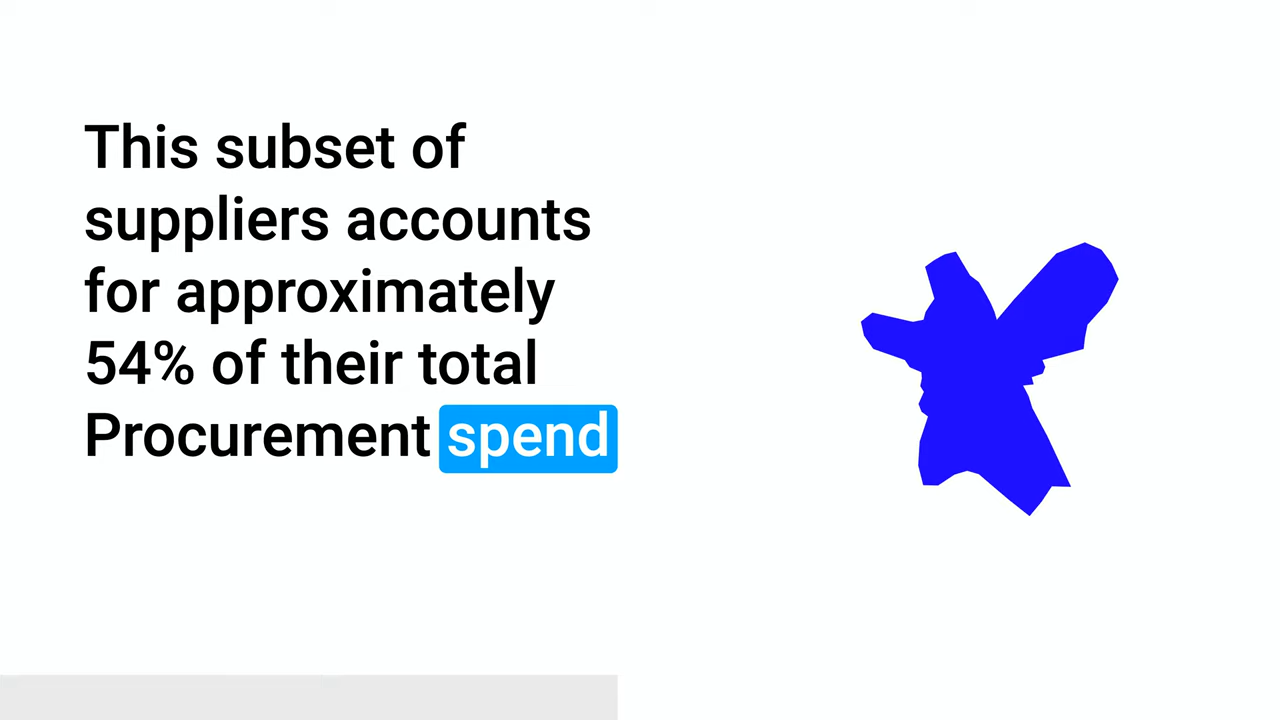 This subset of
suppliers accounts
for approximately
54% of their total
Procurement spend